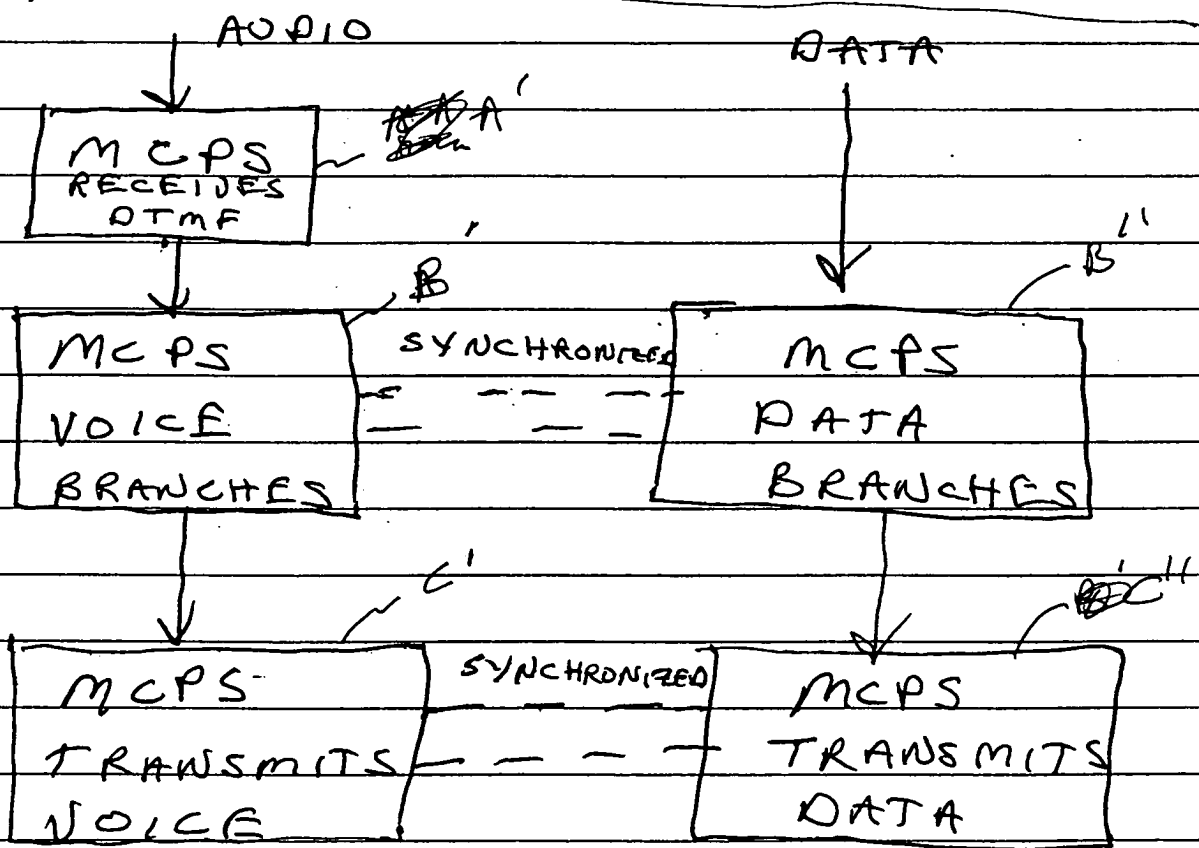 AUDIO
DATA
MCPS
RECEIVES
DTMF
A'
B'
B''
MCPS
VOICE
BRANCHES
SYNCHRONIZED
MCPS
DATA
BRANCHES
C'
C''
MCPS
TRANSMITS
VOICE
SYNCHRONIZED
MCPS
TRANSMITS
DATA